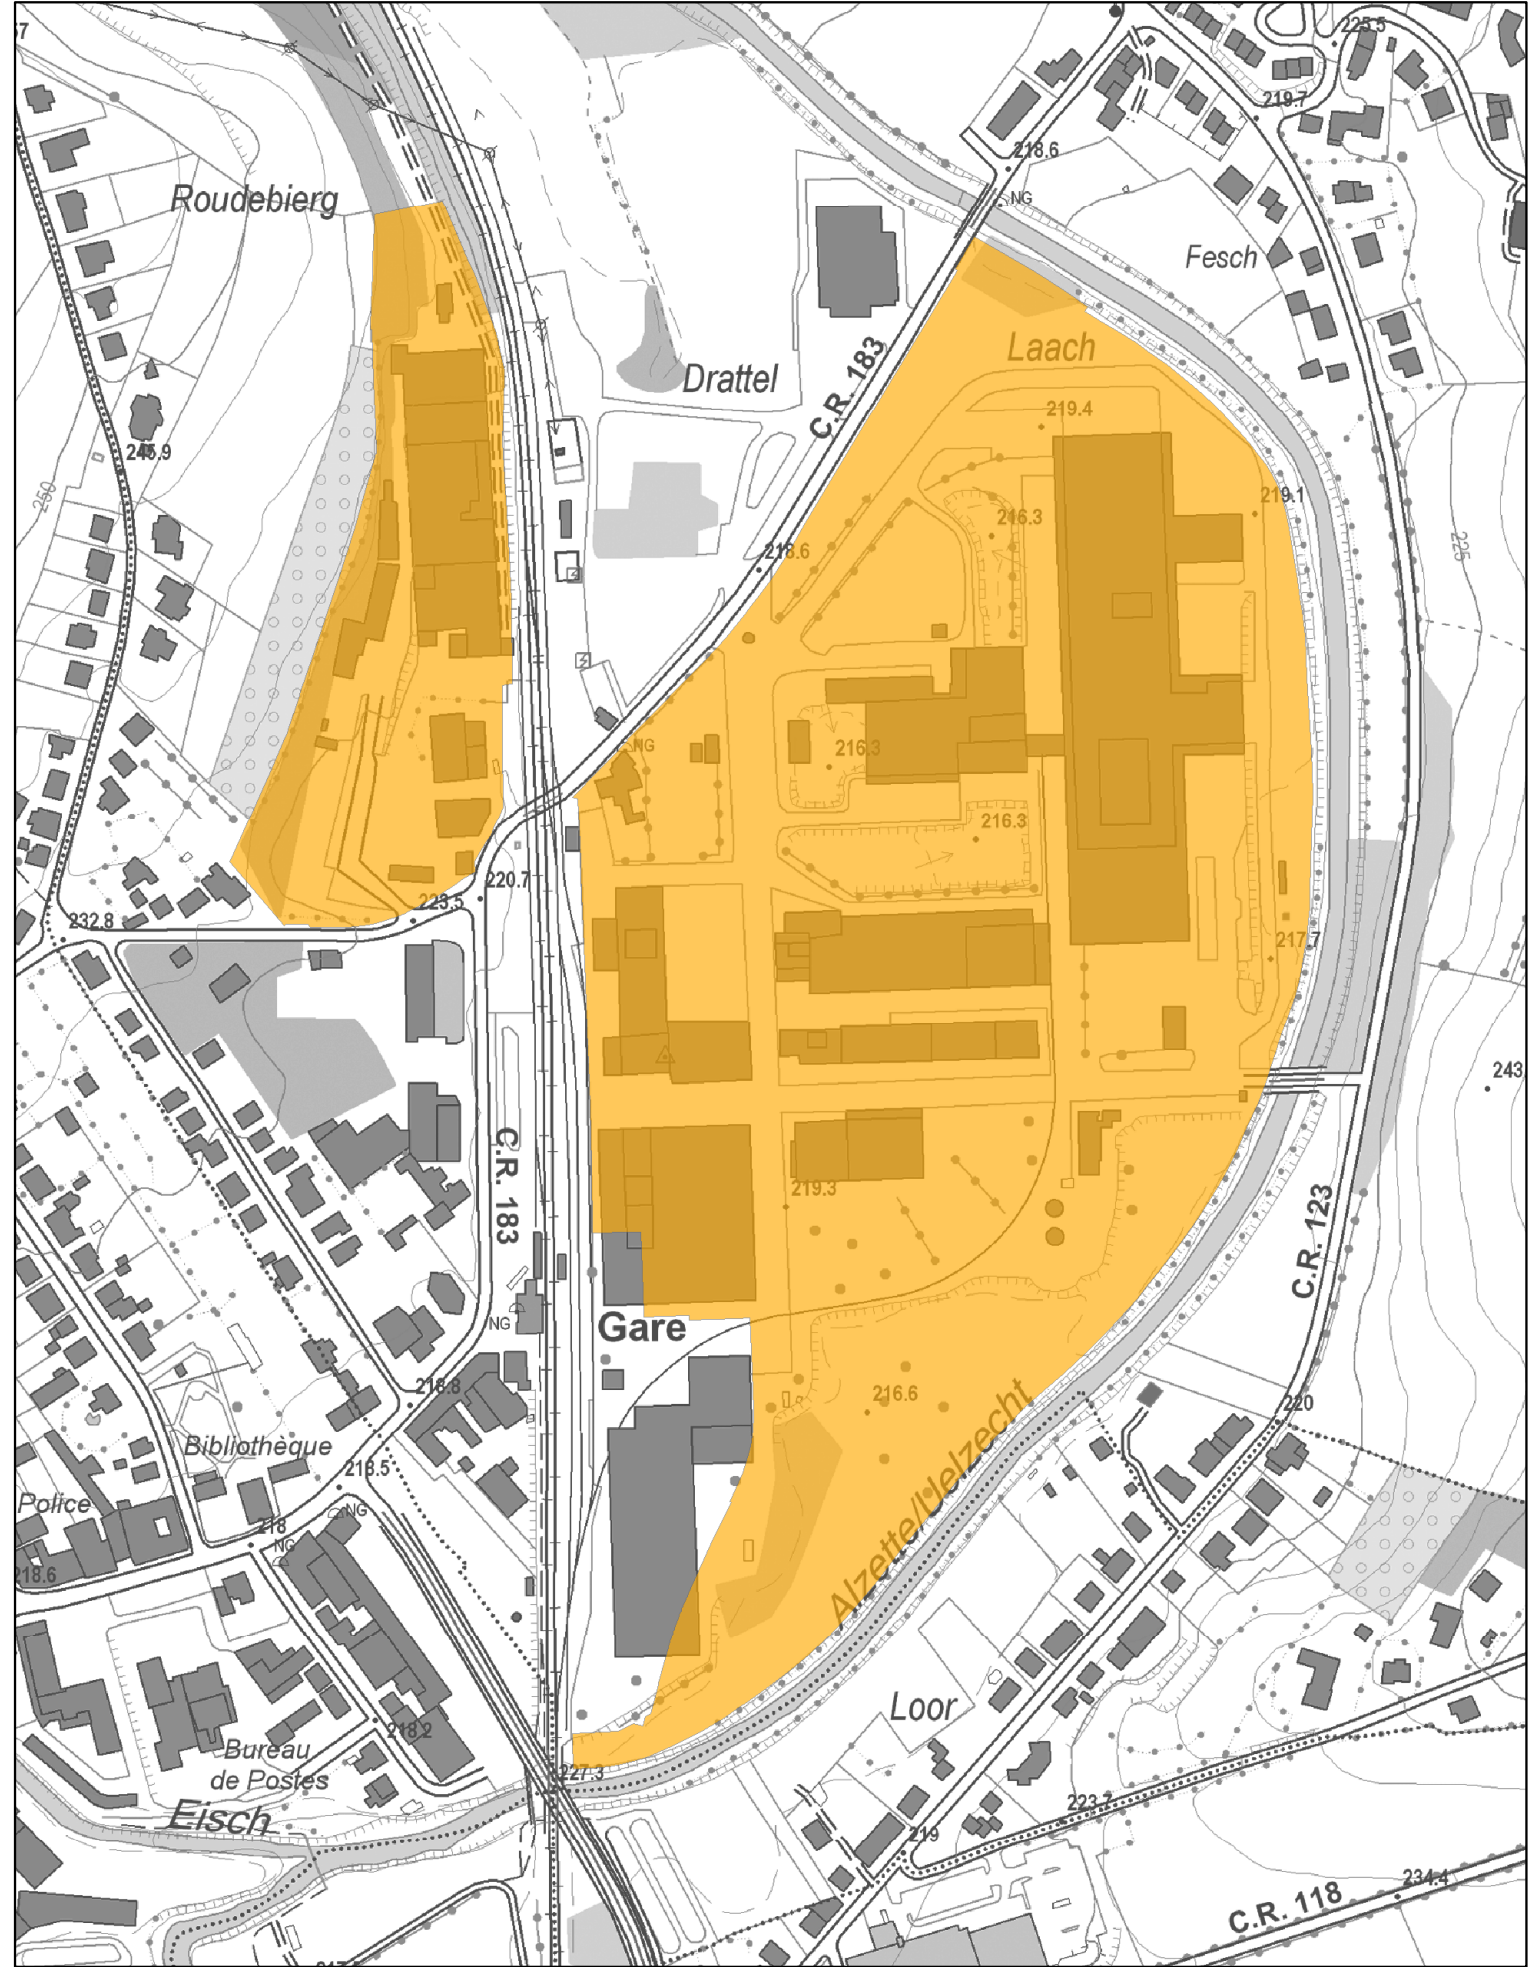 225.5
219.7
218.6
NG
Roudebierg
Fesch
Laach
Drattel
C.R. 183
219.4
245.9
250
219.1
216.3
225
218.6
NG
216.3
216.3
220.7
223.5
232.8
217.7
243
C.R. 183
219.3
C.R. 123
NG
Gare
218.8
216.6
220
Bibliothèque
218.5
Alzette/Uelzecht
Police
NG
218
NG
218.6
Loor
218.2
Bureau
de Postes
227.3
Eisch
223.7
219
234.4
C.R. 118